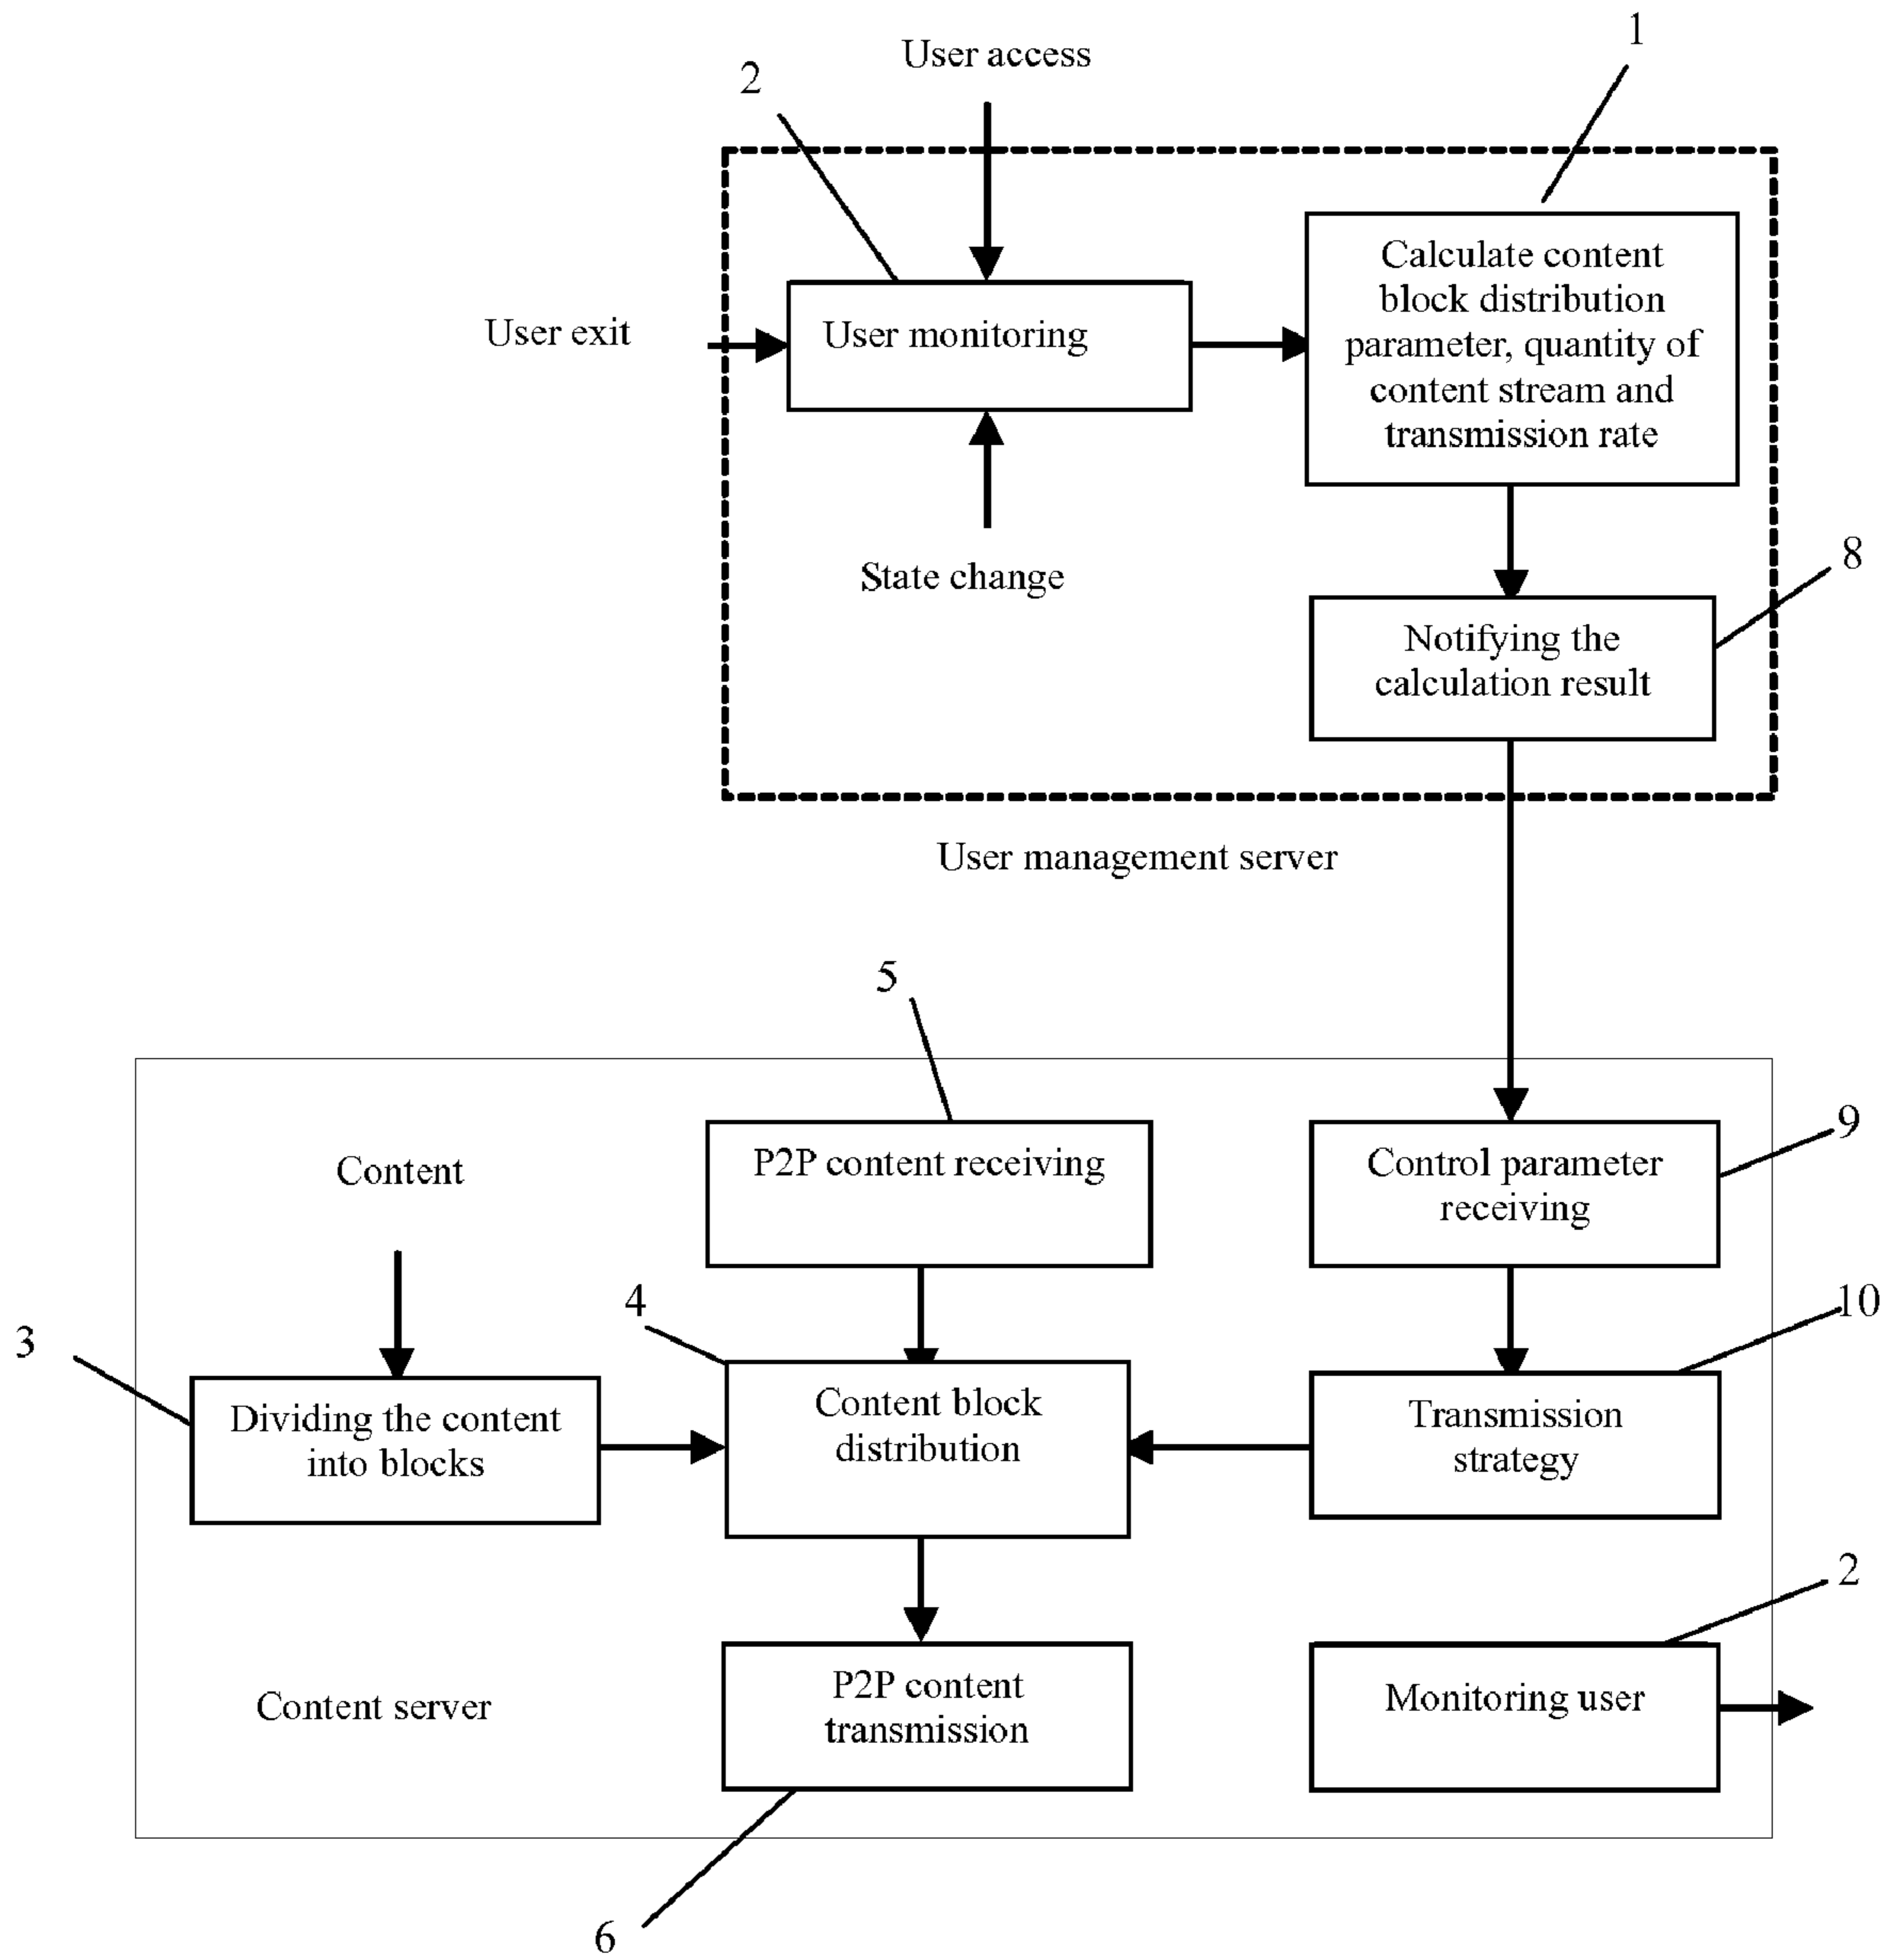 1
User access
2
Calculate content
block distribution
parameter, quantity of
content stream and
transmission rate
User exit
User monitoring
State change
8
Notifying the
calculation result
User management server
5
P2P content receiving
9
Control parameter
receiving
Content
4
10
3
Dividing the content
into blocks
Content block
distribution
Transmission
strategy
2
P2P content
transmission
Monitoring user
Content server
6